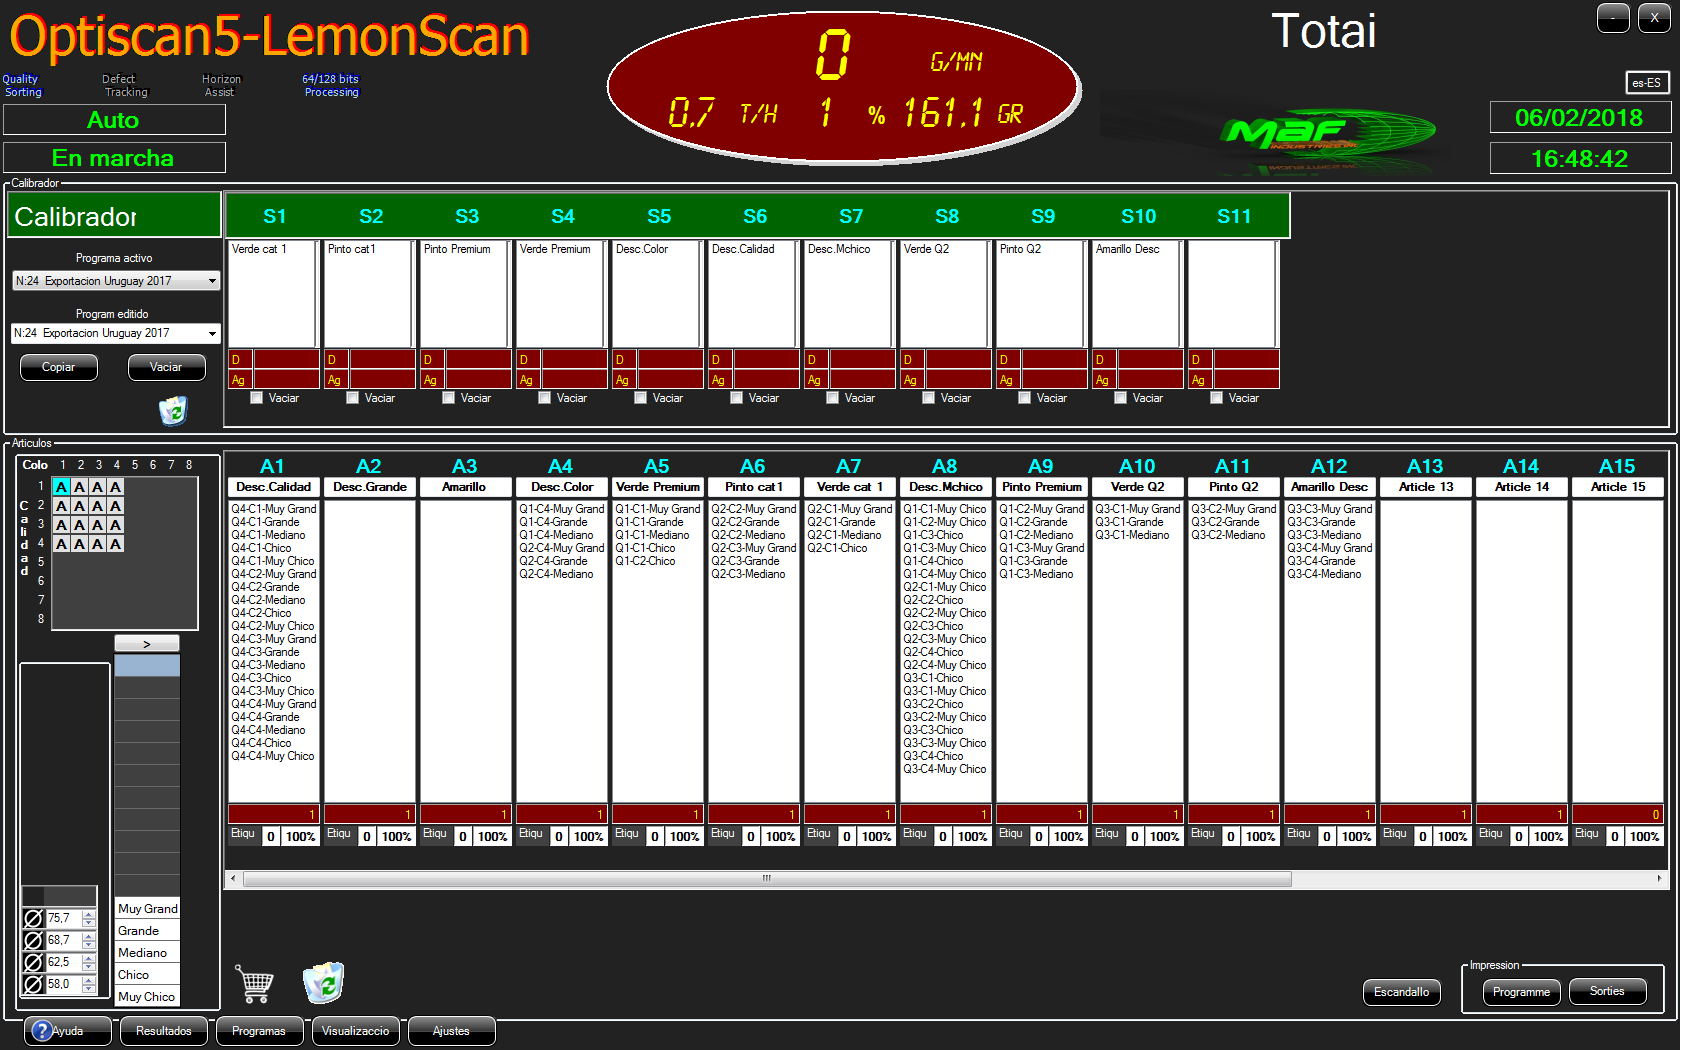 Optiscan5-LemonScan
Quality Sorting
Defect Tracking
Horizon Assist
64/128 bits Processing
Auto
En marcha
0 G/MN
0,7 T/H 1 % 161,1 GR
Totai
- X
es-ES
MAF
INDUSTRIES INC
06/02/2018
16:48:42
Calibrador
Calibrador
S1 S2 S3 S4 S5 S6 S7 S8 S9 S10 S11
Verde cat 1 Pinto cat1 Pinto Premium Verde Premium Desc.Color Desc.Calidad Desc.Mchico Verde Q2 Pinto Q2 Amarillo Desc
Programa activo
N:24 Exportacion Uruguay 2017
Program editido
N:24 Exportacion Uruguay 2017
Copiar Vaciar
D D D D D D D D D D D
Ag Ag Ag Ag Ag Ag Ag Ag Ag Ag Ag
Vaciar Vaciar Vaciar Vaciar Vaciar Vaciar Vaciar Vaciar Vaciar Vaciar Vaciar
Articulos
Colo 1 2 3 4 5 6 7 8
Calidad
1 A A A A
2 A A A A
3 A A A A
4 A A A A
5
6
7
8
>
75,7
68,7
62,5
58,0
Muy Grand
Grande
Mediano
Chico
Muy Chico
A1
Desc.Calidad
Q4-C1-Muy Grand
Q4-C1-Grande
Q4-C1-Mediano
Q4-C1-Chico
Q4-C1-Muy Chico
Q4-C2-Muy Grand
Q4-C2-Grande
Q4-C2-Mediano
Q4-C2-Chico
Q4-C2-Muy Chico
Q4-C3-Muy Grand
Q4-C3-Grande
Q4-C3-Mediano
Q4-C3-Chico
Q4-C3-Muy Chico
Q4-C4-Muy Grand
Q4-C4-Grande
Q4-C4-Mediano
Q4-C4-Chico
Q4-C4-Muy Chico
1
Etiqu 0 100%
A2
Desc.Grande
1
Etiqu 0 100%
A3
Amarillo
1
Etiqu 0 100%
A4
Desc.Color
Q1-C4-Muy Grand
Q1-C4-Grande
Q1-C4-Mediano
Q2-C4-Muy Grand
Q2-C4-Grande
Q2-C4-Mediano
1
Etiqu 0 100%
A5
Verde Premium
Q1-C1-Muy Grand
Q1-C1-Grande
Q1-C1-Mediano
Q1-C1-Chico
Q1-C2-Chico
1
Etiqu 0 100%
A6
Pinto cat1
Q2-C2-Muy Grand
Q2-C2-Grande
Q2-C2-Mediano
Q2-C3-Muy Grand
Q2-C3-Grande
Q2-C3-Mediano
1
Etiqu 0 100%
A7
Verde cat 1
Q2-C1-Muy Grand
Q2-C1-Grande
Q2-C1-Mediano
Q2-C1-Chico
1
Etiqu 0 100%
A8
Desc.Mchico
Q1-C1-Muy Chico
Q1-C2-Muy Chico
Q1-C3-Chico
Q1-C3-Muy Chico
Q1-C4-Chico
Q1-C4-Muy Chico
Q2-C1-Muy Chico
Q2-C2-Chico
Q2-C2-Muy Chico
Q2-C3-Chico
Q2-C3-Muy Chico
Q2-C4-Chico
Q2-C4-Muy Chico
Q3-C1-Chico
Q3-C1-Muy Chico
Q3-C2-Chico
Q3-C2-Muy Chico
Q3-C3-Chico
Q3-C3-Muy Chico
Q3-C4-Chico
Q3-C4-Muy Chico
1
Etiqu 0 100%
A9
Pinto Premium
Q1-C2-Muy Grand
Q1-C2-Grande
Q1-C2-Mediano
Q1-C3-Muy Grand
Q1-C3-Grande
Q1-C3-Mediano
1
Etiqu 0 100%
A10
Verde Q2
Q3-C1-Muy Grand
Q3-C1-Grande
Q3-C1-Mediano
1
Etiqu 0 100%
A11
Pinto Q2
Q3-C2-Muy Grand
Q3-C2-Grande
Q3-C2-Mediano
1
Etiqu 0 100%
A12
Amarillo Desc
Q3-C3-Muy Grand
Q3-C3-Grande
Q3-C3-Mediano
Q3-C4-Muy Grand
Q3-C4-Grande
Q3-C4-Mediano
1
Etiqu 0 100%
A13
Article 13
1
Etiqu 0 100%
A14
Article 14
1
Etiqu 0 100%
A15
Article 15
0
Etiqu 0 100%
Escandallo
Impression
Programme Sorties
Ayuda Resultados Programas Visualizaccio Ajustes